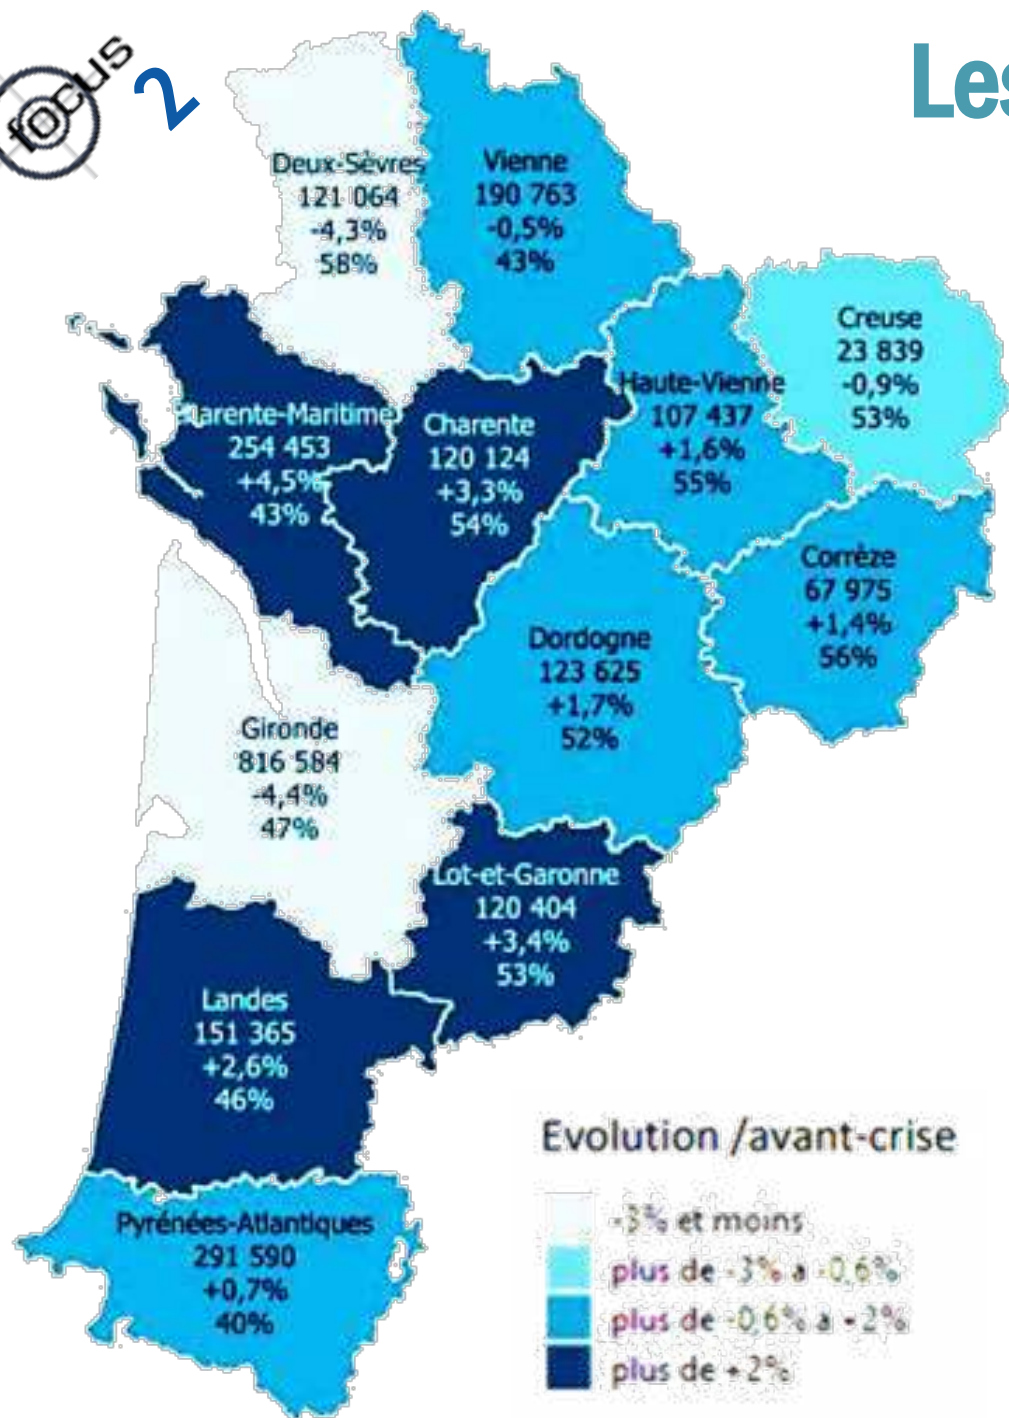 focus
2
Les
Deux-Sèvres
121 064
-4,3%
58%
Vienne
190 763
-0,5%
43%
Creuse
23 839
-0,9%
53%
Haute-Vienne
107 437
+1,6%
55%
arente-Maritime
254 453
+4,5%
43%
Charente
120 124
+3,3%
54%
Corrèze
67 975
+1,4%
56%
Dordogne
123 625
+1,7%
52%
Gironde
816 584
-4,4%
47%
Lot-et-Garonne
120 404
+3,4%
53%
Landes
151 365
+2,6%
46%
Pyrénées-Atlantiques
291 590
+0,7%
40%
Evolution /avant-crise
-3% et moins
plus de -3% à -0,6%
plus de -0,6% à +2%
plus de +2%